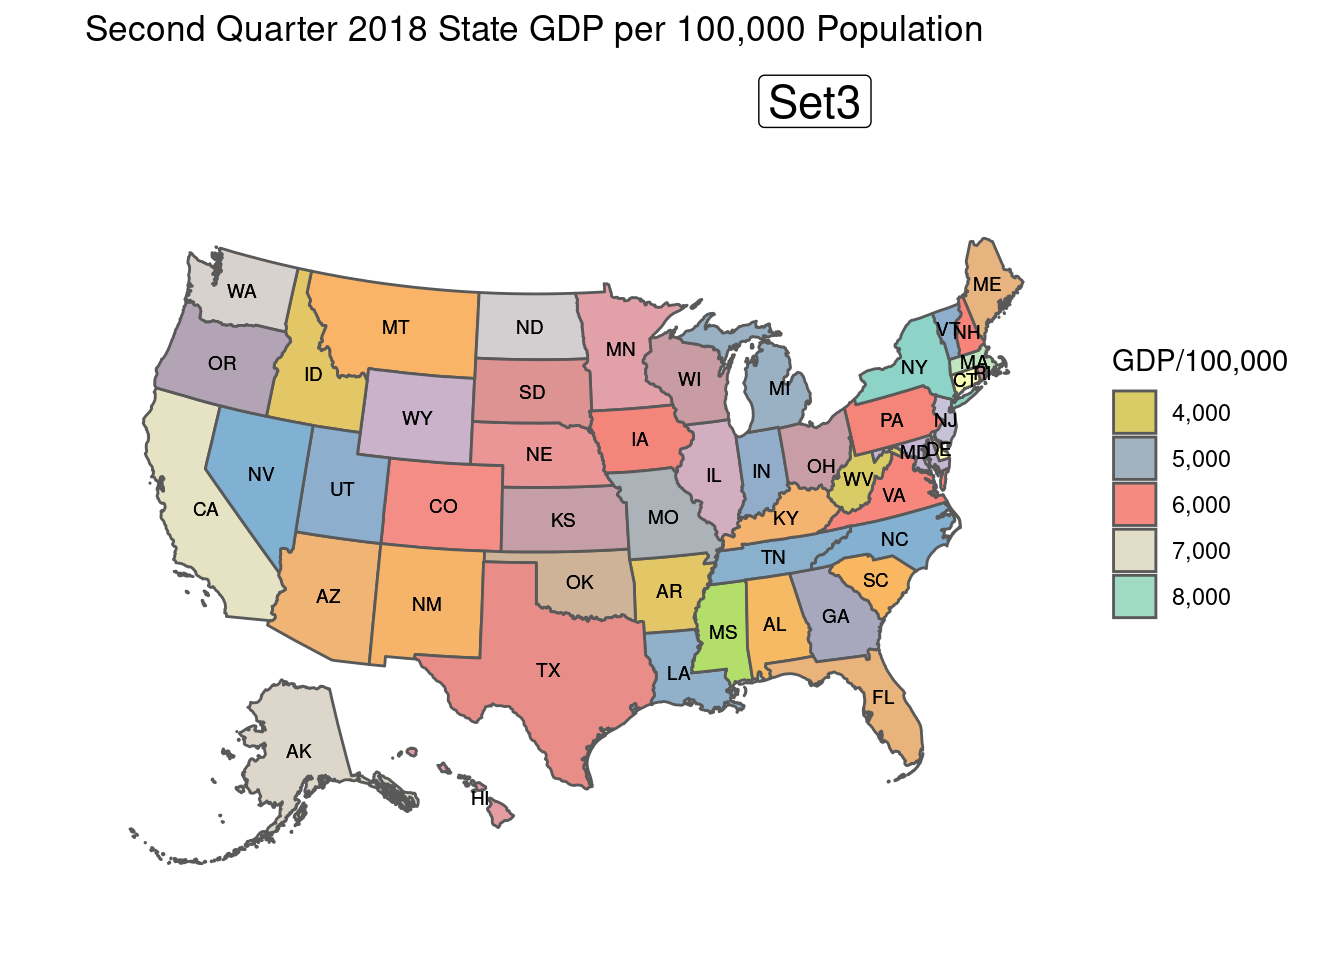 Second Quarter 2018 State GDP per 100,000 Population
Set3
WA
MT
ND
MN
ME
OR
ID
SD
WI
MI
NY
VT
NH
MA
CT
RI
WY
NE
IA
PA
NJ
NV
UT
CO
KS
MO
IL
IN
OH
WV
MD
DE
VA
CA
KY
NC
TN
AZ
NM
OK
AR
SC
MS
AL
GA
TX
LA
FL
AK
HI
GDP/100,000
4,000
5,000
6,000
7,000
8,000